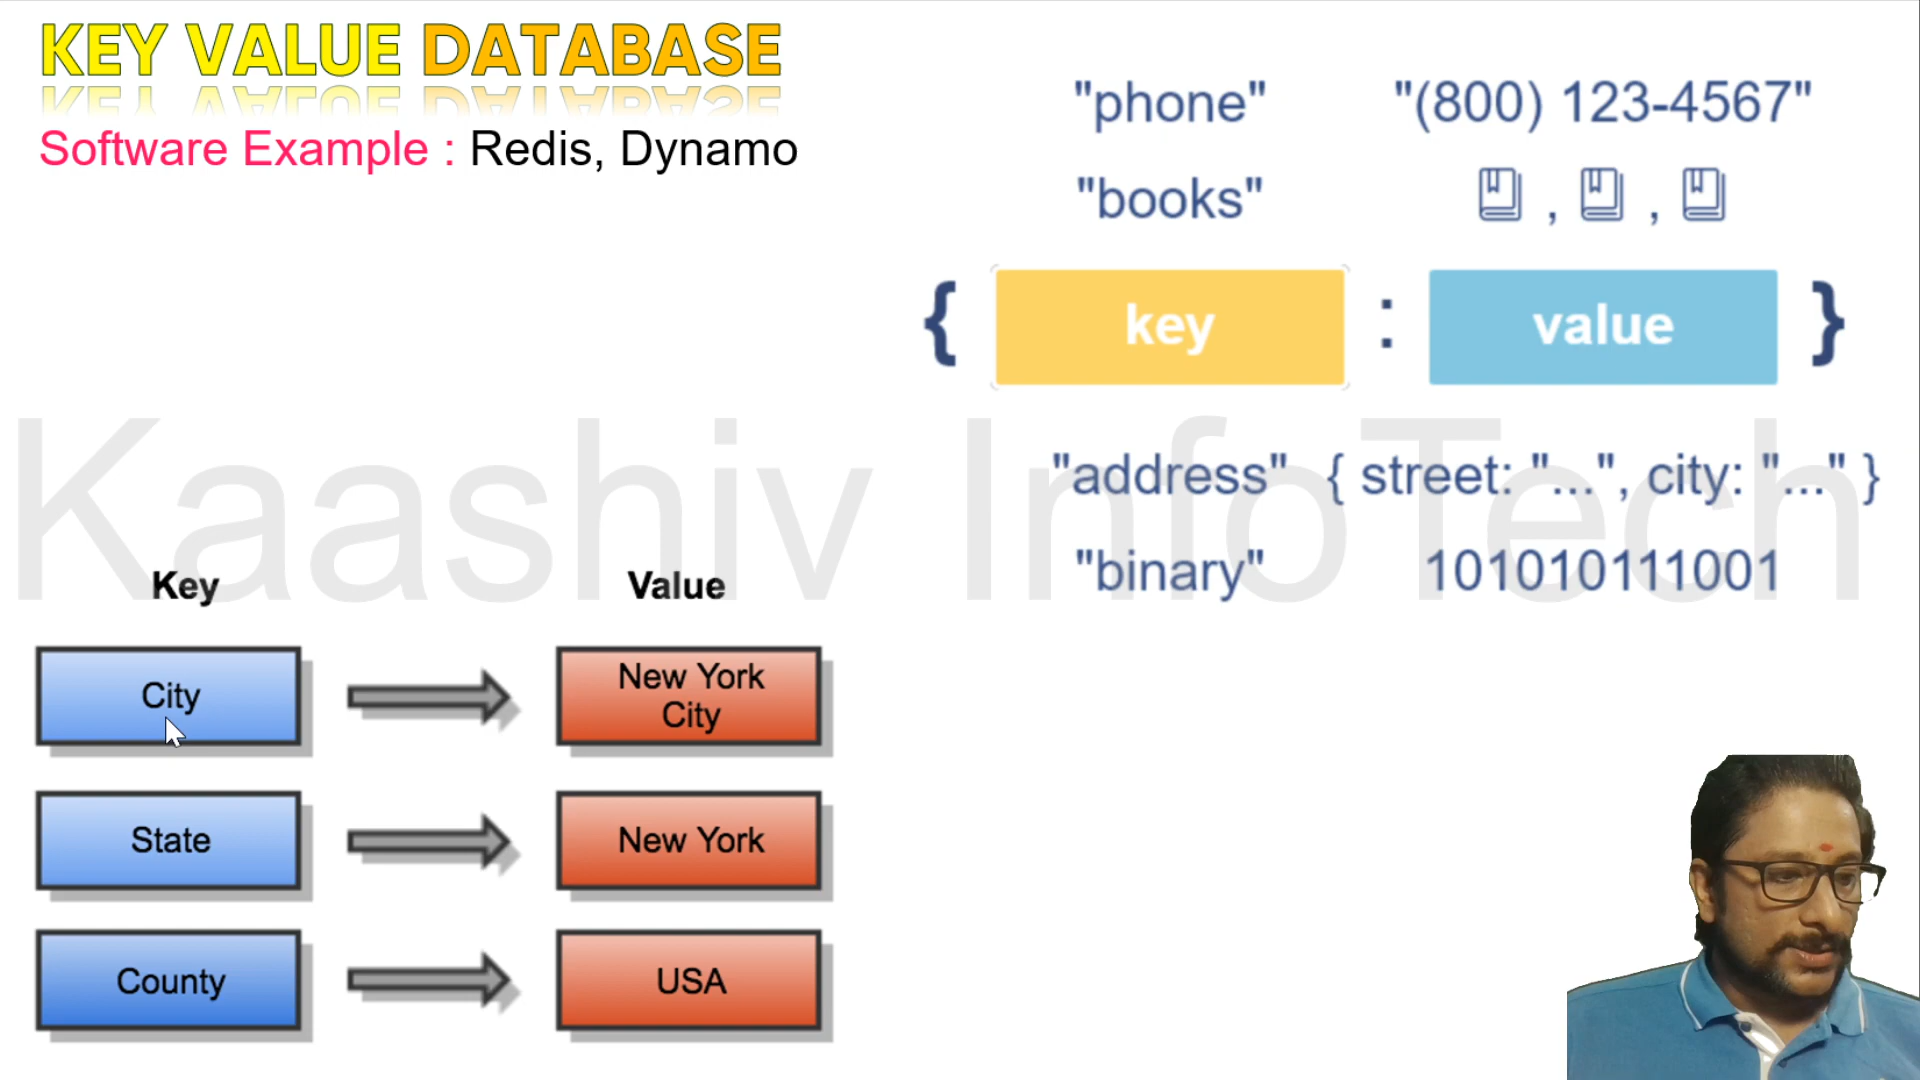 KEY VALUE DATABASE
Software Example : Redis, Dynamo
"phone" "(800) 123-4567"
"books" , ,
{ key : value }
"address" { street: "...", city: "..." }
"binary" 101010111001
Kaashiv InfoTech
Key Value
City New York City
State New York
County USA